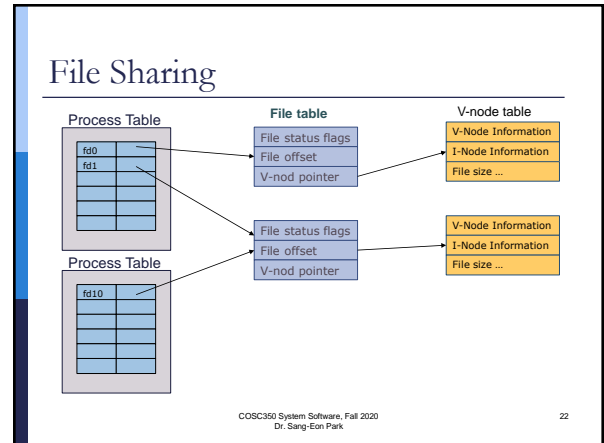 File Sharing
Process Table
fd0
fd1
Process Table
fd10
File table
File status flags
File offset
V-nod pointer
File status flags
File offset
V-nod pointer
V-node table
V-Node Information
I-Node Information
File size ...
V-Node Information
I-Node Information
File size ...
COSC350 System Software, Fall 2020
Dr. Sang-Eon Park
22